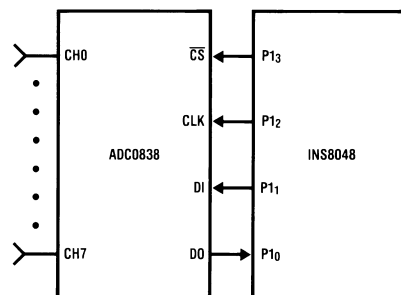 CH0 CS P1₃
CLK P1₂
ADC0838 INS8048
DI P1₁
CH7 DO P1₀